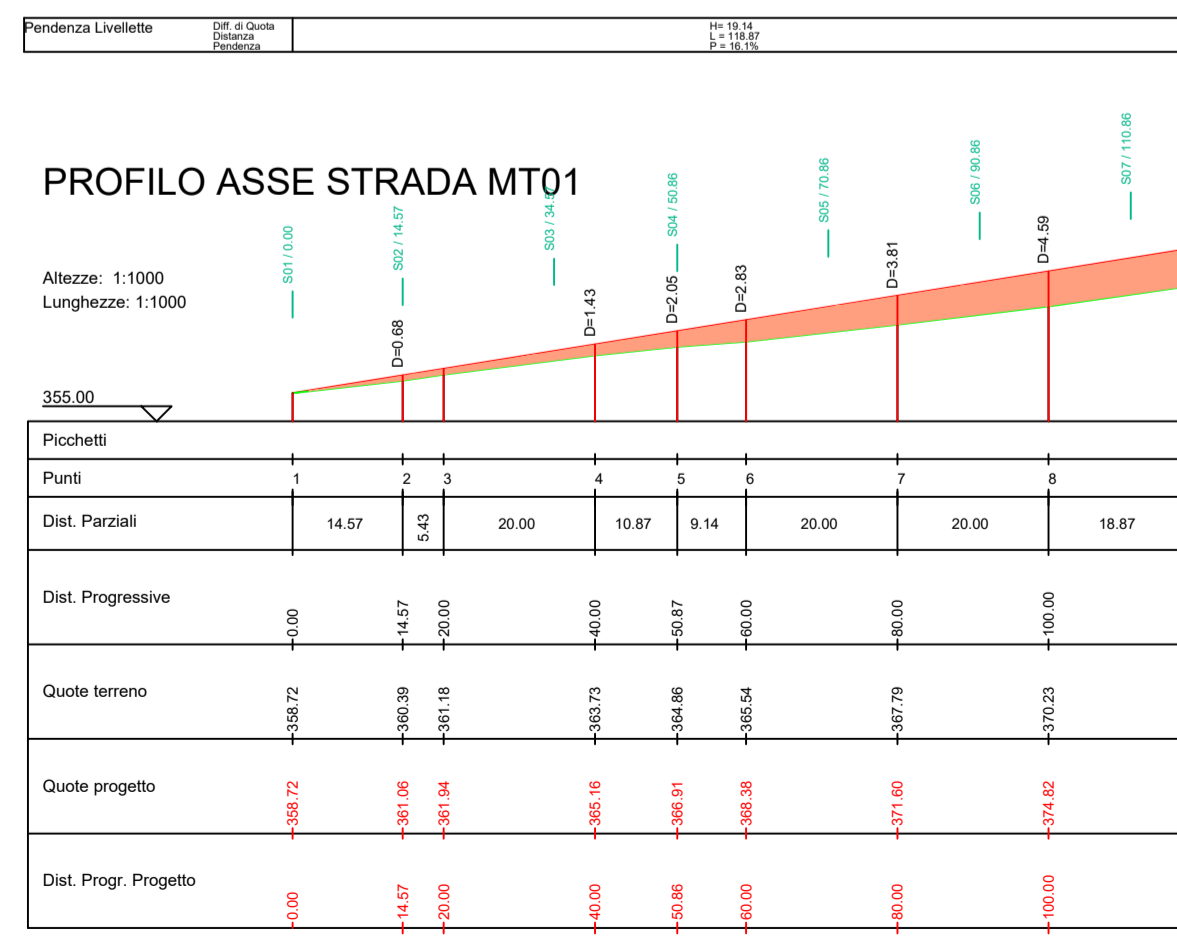 Pendenza Livellette
Diff. di Quota
Distanza
Pendenza
H= 19.14
L = 118.87
P = 16.1%
PROFILO ASSE STRADA MT01
Altezze: 1:1000
Lunghezze: 1:1000
S01 / 0.00
S02 / 14.57
S03 / 34.57
S04 / 50.86
S05 / 70.86
S06 / 90.86
S07 / 110.86
D=0.68
D=1.43
D=2.05
D=2.83
D=3.81
D=4.59
355.00
Picchetti
Punti 1 2 3 4 5 6 7 8
Dist. Parziali 14.57 5.43 20.00 10.87 9.14 20.00 20.00 18.87
Dist. Progressive 0.00 14.57 20.00 40.00 50.87 60.00 80.00 100.00
Quote terreno 358.72 360.39 361.18 363.73 364.86 365.54 367.79 370.23
Quote progetto 358.72 361.06 361.94 365.16 366.91 368.38 371.60 374.82
Dist. Progr. Progetto 0.00 14.57 20.00 40.00 50.86 60.00 80.00 100.00